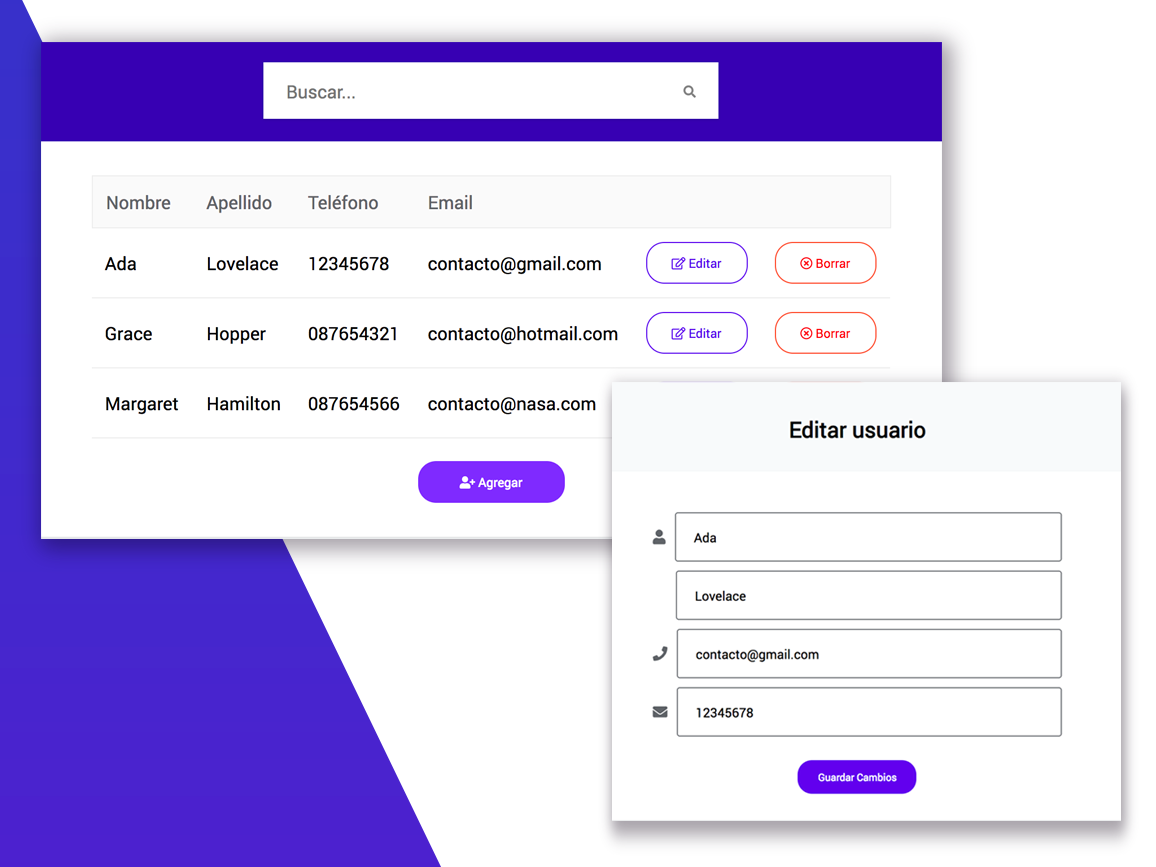 Buscar...
Nombre Apellido Teléfono Email
Ada Lovelace 12345678 contacto@gmail.com Editar Borrar
Grace Hopper 087654321 contacto@hotmail.com Editar Borrar
Margaret Hamilton 087654566 contacto@nasa.com
Agregar
Editar usuario
Ada
Lovelace
contacto@gmail.com
12345678
Guardar Cambios